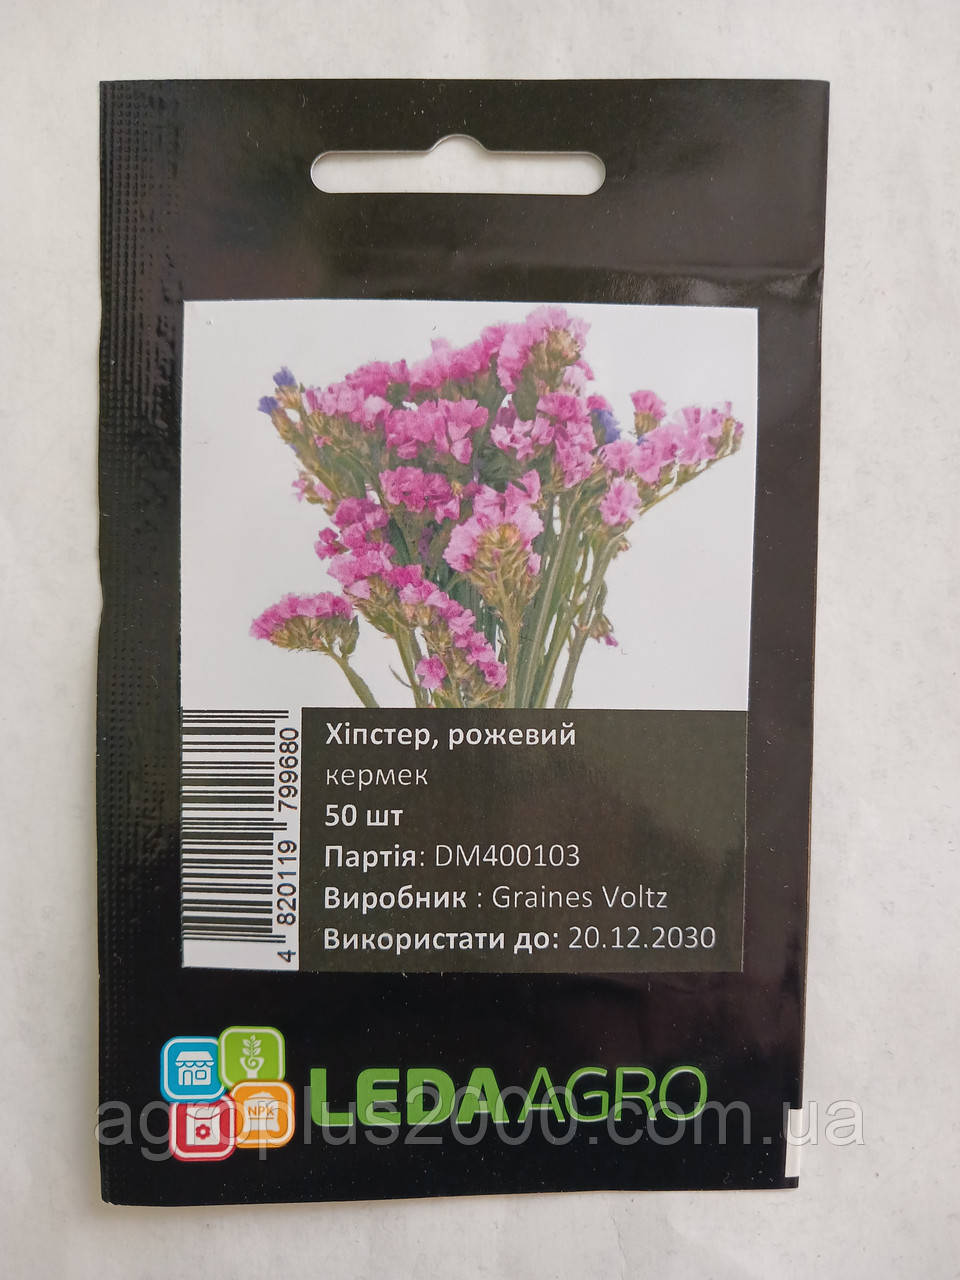 Хіпстер, рожевий
кермек
50 шт
Партія: DM400103
Виробник : Graines Voltz
Використати до: 20.12.2030
4 820119 799680
NPK
LEDAAGRO
agroplus2000.com.ua